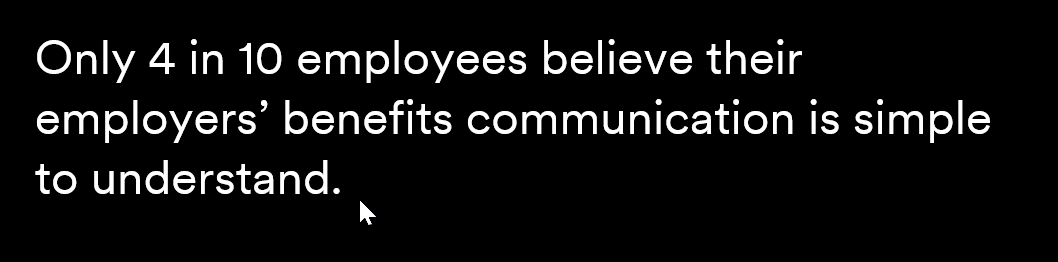 Only 4 in 10 employees believe their
employers’ benefits communication is simple
to understand.